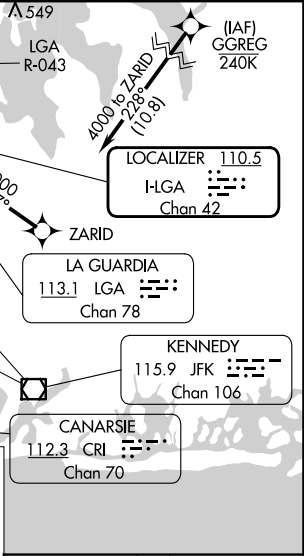 549
(IAF)
GGREG
240K
LGA
R-043
4000 to ZARID
228°
(10.8)
LOCALIZER 110.5
I-LGA
Chan 42
ZARID
LA GUARDIA
113.1 LGA
Chan 78
KENNEDY
115.9 JFK
Chan 106
CANARSIE
112.3 CRI
Chan 70